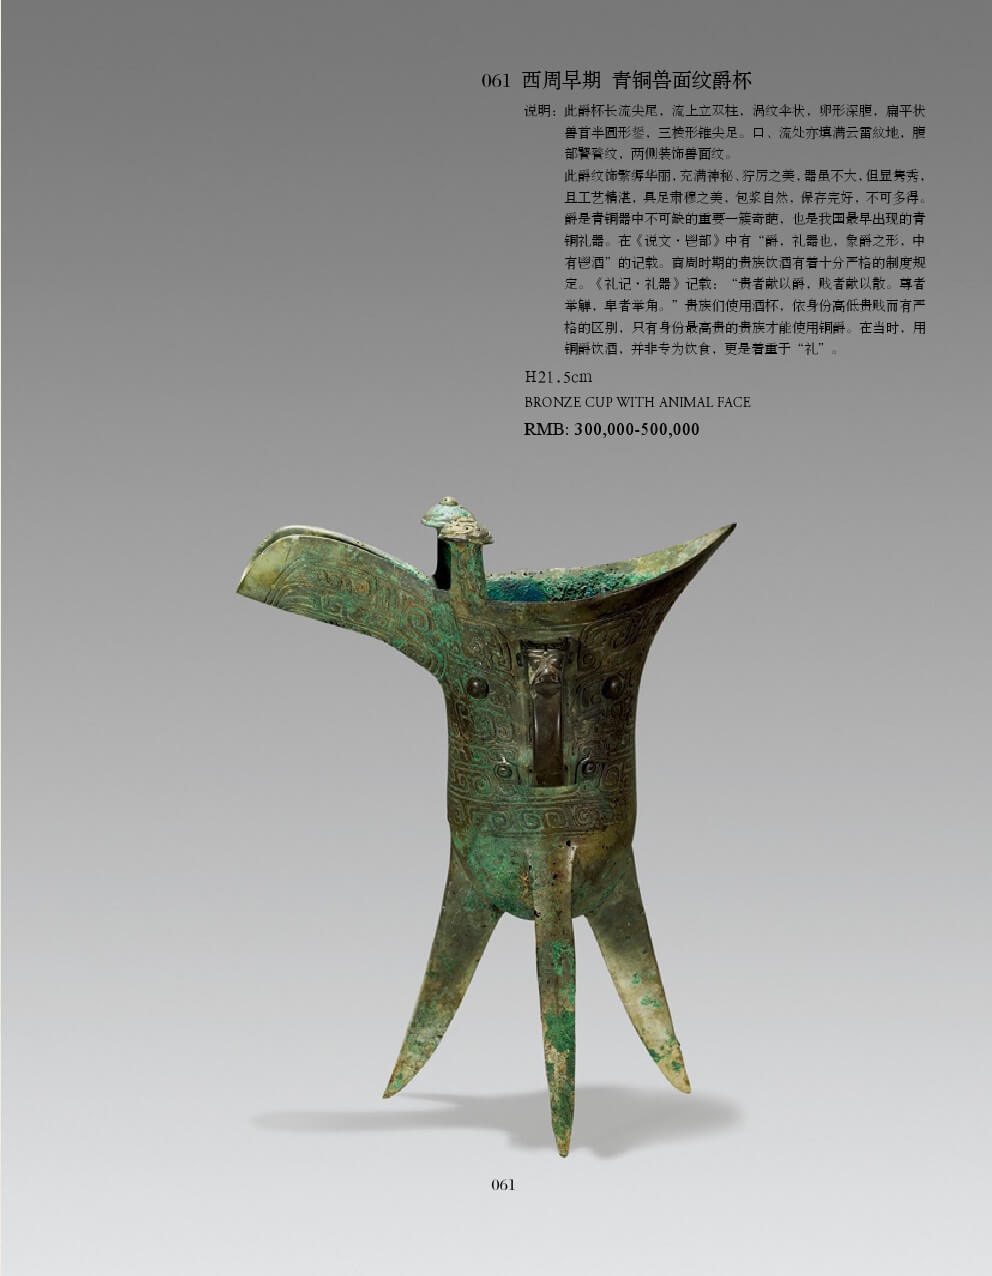 061 西周早期 青铜兽面纹爵杯
说明：此爵杯长流尖尾，流上立双柱，涡纹伞状，卵形深腹，扁平状
兽首半圆形鋬，三棱形锥尖足。口、流处亦填满云雷纹地，腹
部饕餮纹，两侧装饰兽面纹。
此爵纹饰繁缛华丽，充满神秘、狞厉之美，器虽不大，但显隽秀，
且工艺精湛，具足肃穆之美，包浆自然，保存完好，不可多得。
爵是青铜器中不可缺的重要一簇奇葩，也是我国最早出现的青
铜礼器。在《说文·鬯部》中有“爵，礼器也，象爵之形，中
有鬯酒”的记载。商周时期的贵族饮酒有着十分严格的制度规
定。《礼记·礼器》记载：“贵者献以爵，贱者献以散。尊者
举觯，卑者举角。”贵族们使用酒杯，依身份高低贵贱而有严
格的区别，只有身份最高贵的贵族才能使用铜爵。在当时，用
铜爵饮酒，并非专为饮食，更是着重于“礼”。
H21.5cm
BRONZE CUP WITH ANIMAL FACE
RMB: 300,000-500,000
061